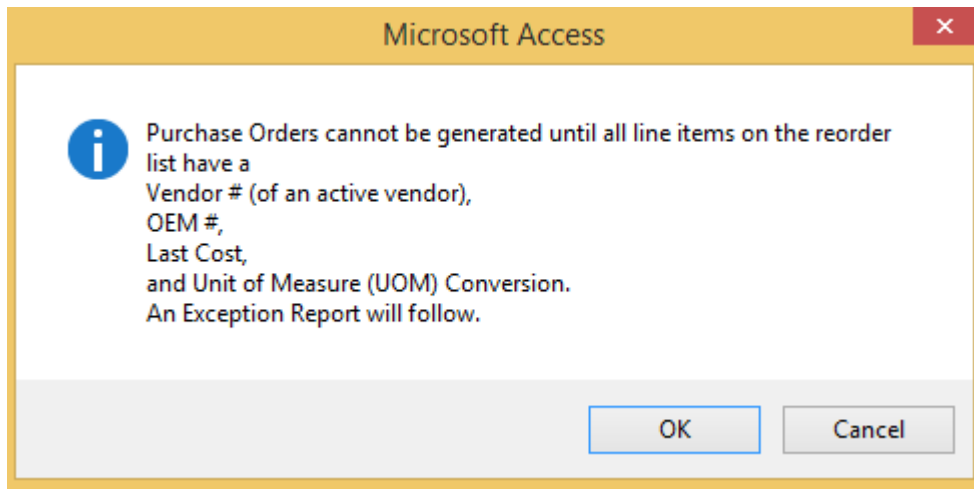 Microsoft Access
Purchase Orders cannot be generated until all line items on the reorder
list have a
Vendor # (of an active vendor),
OEM #,
Last Cost,
and Unit of Measure (UOM) Conversion.
An Exception Report will follow.
OK
Cancel